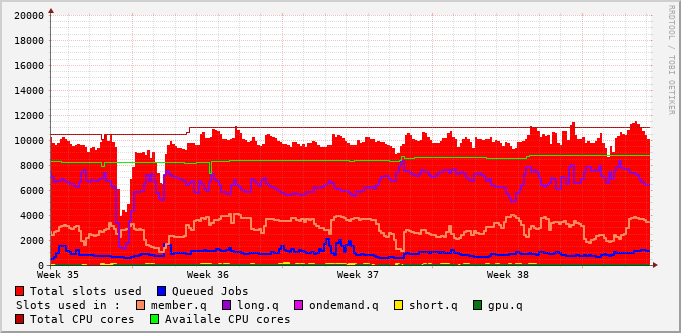 20000
18000
16000
14000
12000
10000
8000
6000
4000
2000
0
Week 35 Week 36 Week 37 Week 38
RRDTOOL / TOBI OETIKER
Total slots used Queued Jobs
Slots used in : member.q long.q ondemand.q short.q gpu.q
Total CPU cores Availale CPU cores